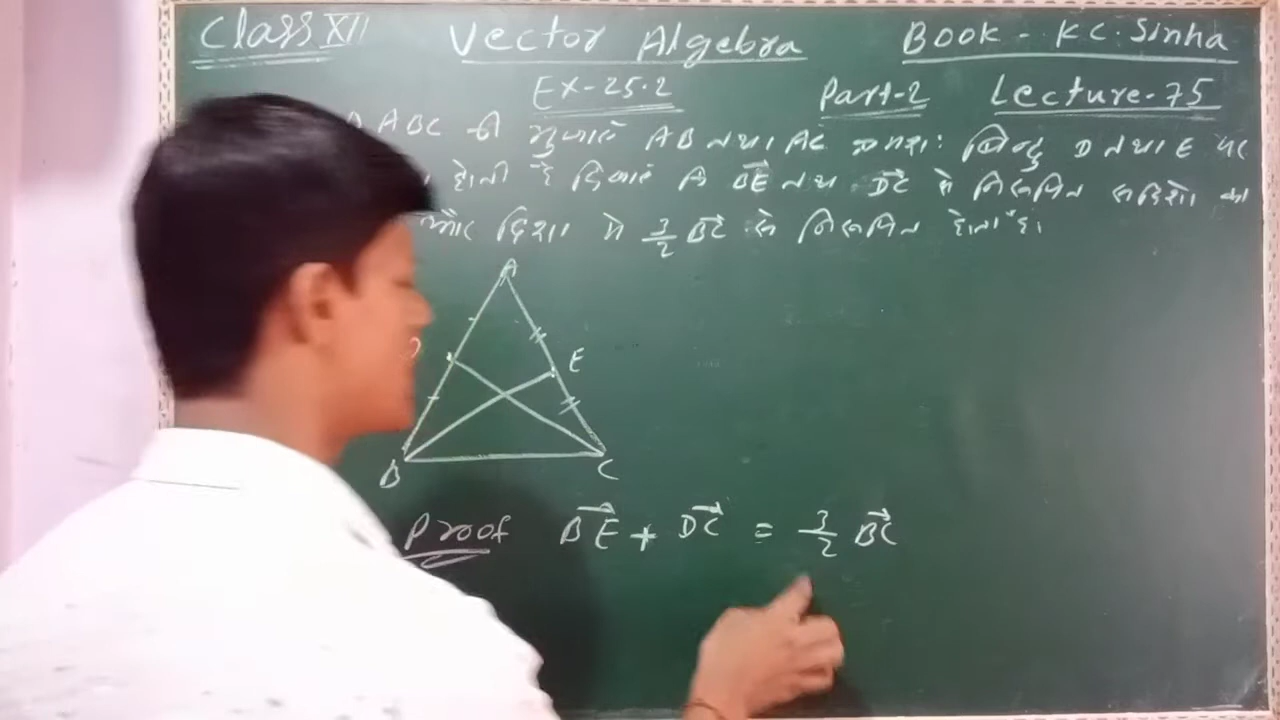 Class XII Vector Algebra Book - KC. Sinha
Ex-25.2 Part-2 Lecture-75
ABC की भुजाएँ AB तथा AC क्रमशः बिन्दु D तथा E पर
होती है दिखाएं कि BE तथा DC से निरूपित सदिशों का
और दिशा में 3/2 BC से निरूपित होता है।
A
D
E
B C
Proof BE + DC = 3/2 BC